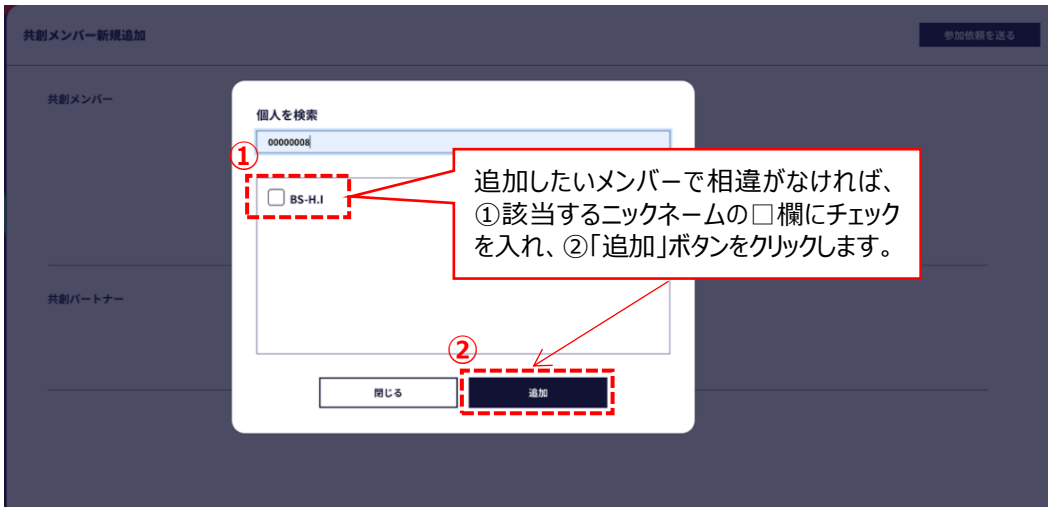 共創メンバー新規追加
参加依頼を送る
共創メンバー
個人を検索
00000008
①
BS-H.I
追加したいメンバーで相違がなければ、
①該当するニックネームの□欄にチェック
を入れ、②「追加」ボタンをクリックします。
共創パートナー
②
閉じる
追加